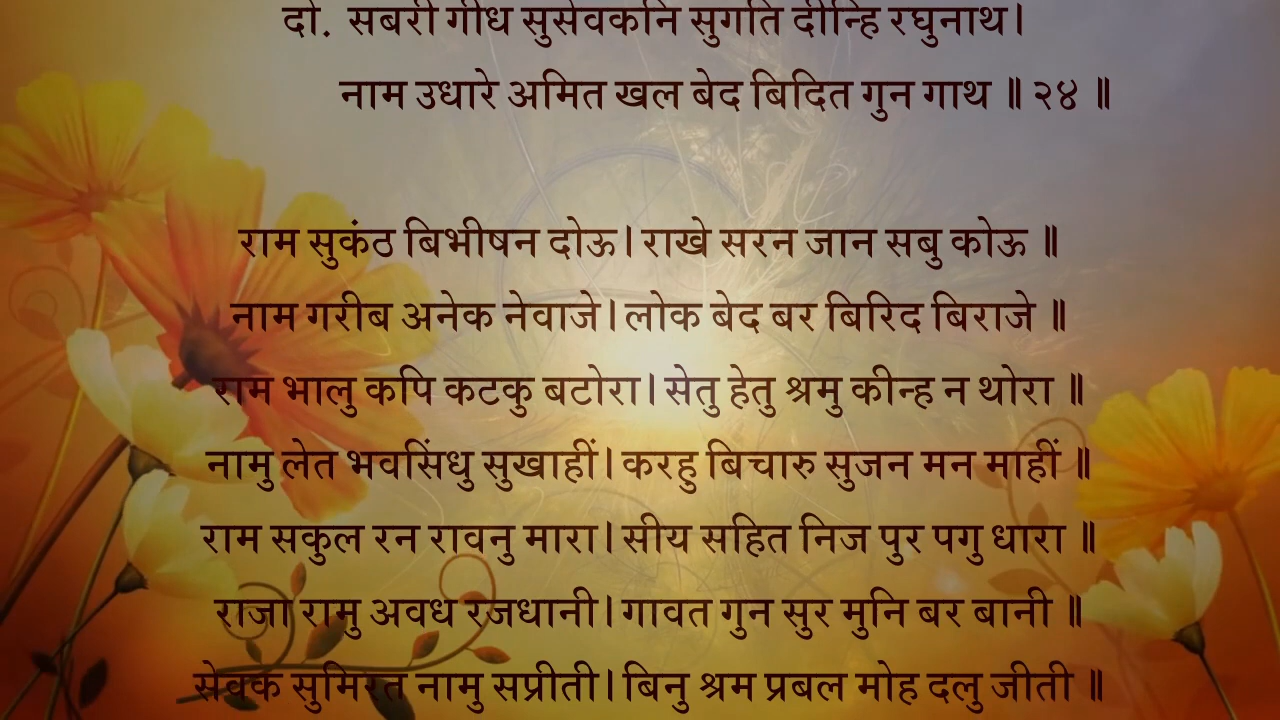 दो. सबरी गीध सुसेवकनि सुगति दीन्हि रघुनाथ।
नाम उधारे अमित खल बेद बिदित गुन गाथ ॥ २४ ॥
राम सुकंठ बिभीषन दोऊ। राखे सरन जान सबु कोऊ ॥
नाम गरीब अनेक नेवाजे। लोक बेद बर बिरिद बिराजे ॥
राम भालु कपि कटकु बटोरा। सेतु हेतु श्रमु कीन्ह न थोरा ॥
नामु लेत भवसिंधु सुखाहीं। करहु बिचारु सुजन मन माहीं ॥
राम सकुल रन रावनु मारा। सीय सहित निज पुर पगु धारा ॥
राजा रामु अवध रजधानी। गावत गुन सुर मुनि बर बानी ॥
सेवक सुमिरत नामु सप्रीती। बिनु श्रम प्रबल मोह दलु जीती ॥